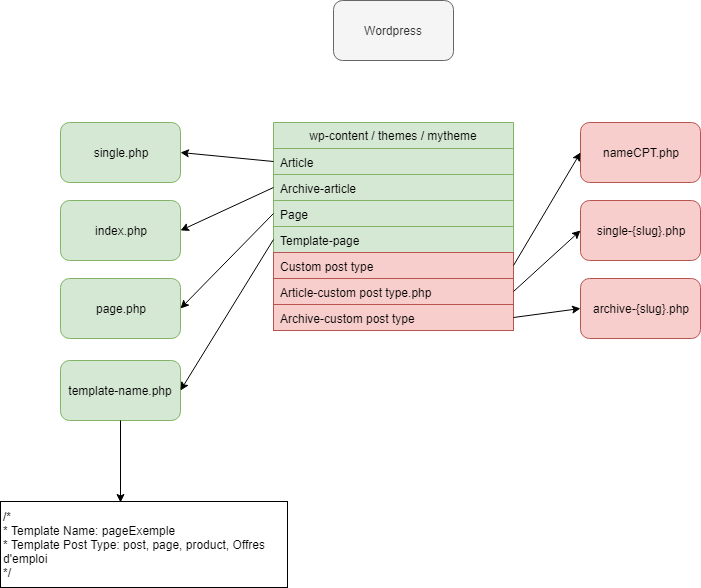 Wordpress
single.php
index.php
page.php
template-name.php
wp-content / themes / mytheme
Article
Archive-article
Page
Template-page
Custom post type
Article-custom post type.php
Archive-custom post type
nameCPT.php
single-{slug}.php
archive-{slug}.php
/*
* Template Name: pageExemple
* Template Post Type: post, page, product, Offres
d'emploi
*/